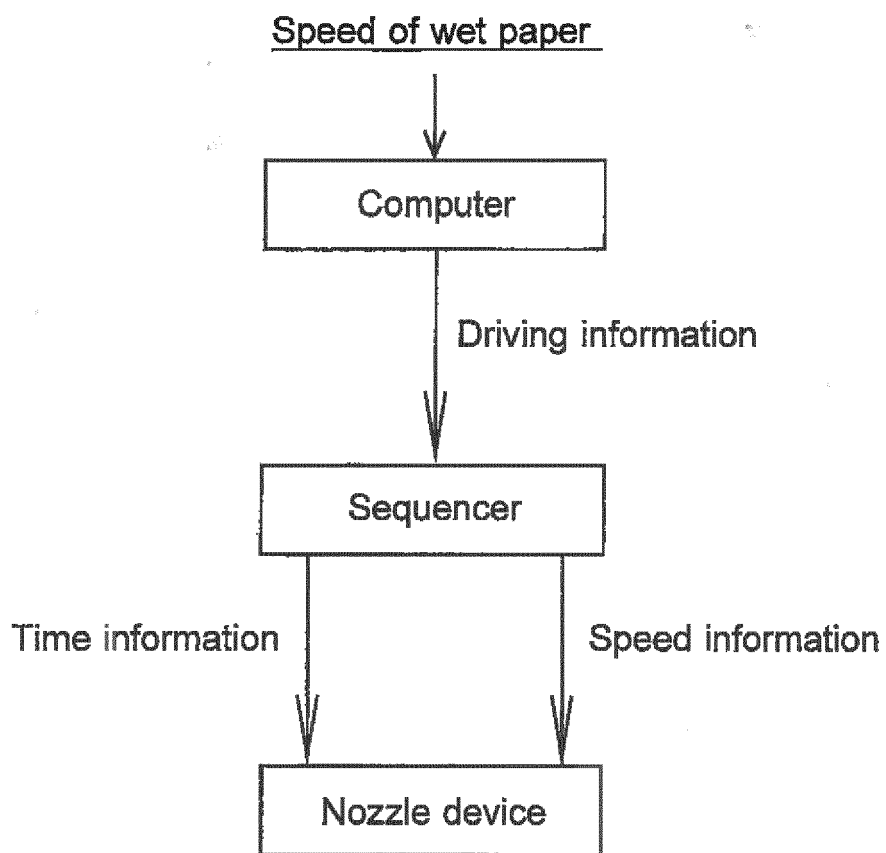 Speed of wet paper
Computer
Driving information
Sequencer
Time information
Speed information
Nozzle device